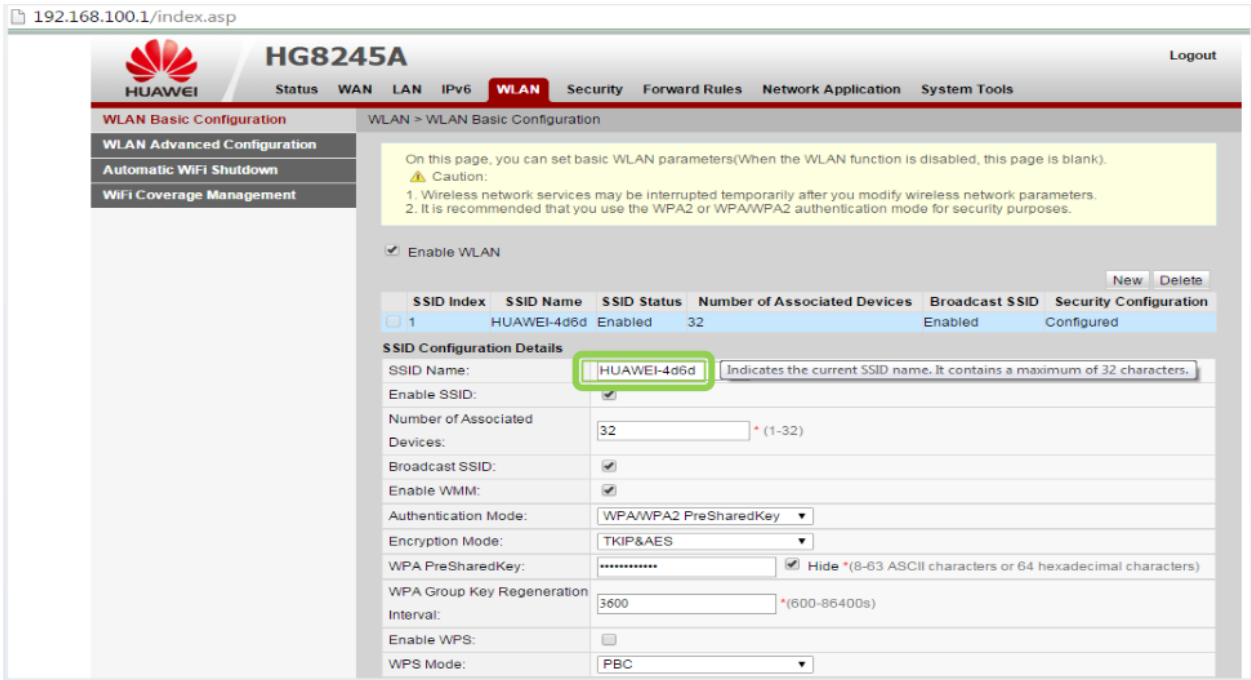 192.168.100.1/index.asp
HUAWEI
HG8245A
Logout
Status WAN LAN IPv6 WLAN Security Forward Rules Network Application System Tools
WLAN Basic Configuration
WLAN Advanced Configuration
Automatic WiFi Shutdown
WiFi Coverage Management
WLAN > WLAN Basic Configuration
On this page, you can set basic WLAN parameters(When the WLAN function is disabled, this page is blank).
Caution:
1. Wireless network services may be interrupted temporarily after you modify wireless network parameters.
2. It is recommended that you use the WPA2 or WPA/WPA2 authentication mode for security purposes.
Enable WLAN
New Delete
SSID Index SSID Name SSID Status Number of Associated Devices Broadcast SSID Security Configuration
1 HUAWEI-4d6d Enabled 32 Enabled Configured
SSID Configuration Details
SSID Name: HUAWEI-4d6d Indicates the current SSID name. It contains a maximum of 32 characters.
Enable SSID:
Number of Associated
Devices: 32 * (1-32)
Broadcast SSID:
Enable WMM:
Authentication Mode: WPA/WPA2 PreSharedKey
Encryption Mode: TKIP&AES
WPA PreSharedKey: •••••••••••• Hide *(8-63 ASCII characters or 64 hexadecimal characters)
WPA Group Key Regeneration
Interval: 3600 *(600-86400s)
Enable WPS:
WPS Mode: PBC